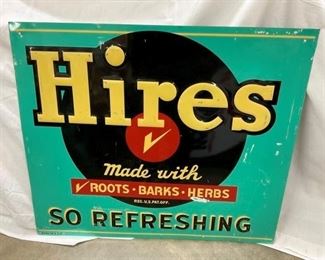 Hires
Made with
ROOTS · BARKS · HERBS
REG. U.S. PAT. OFF.
SO REFRESHING